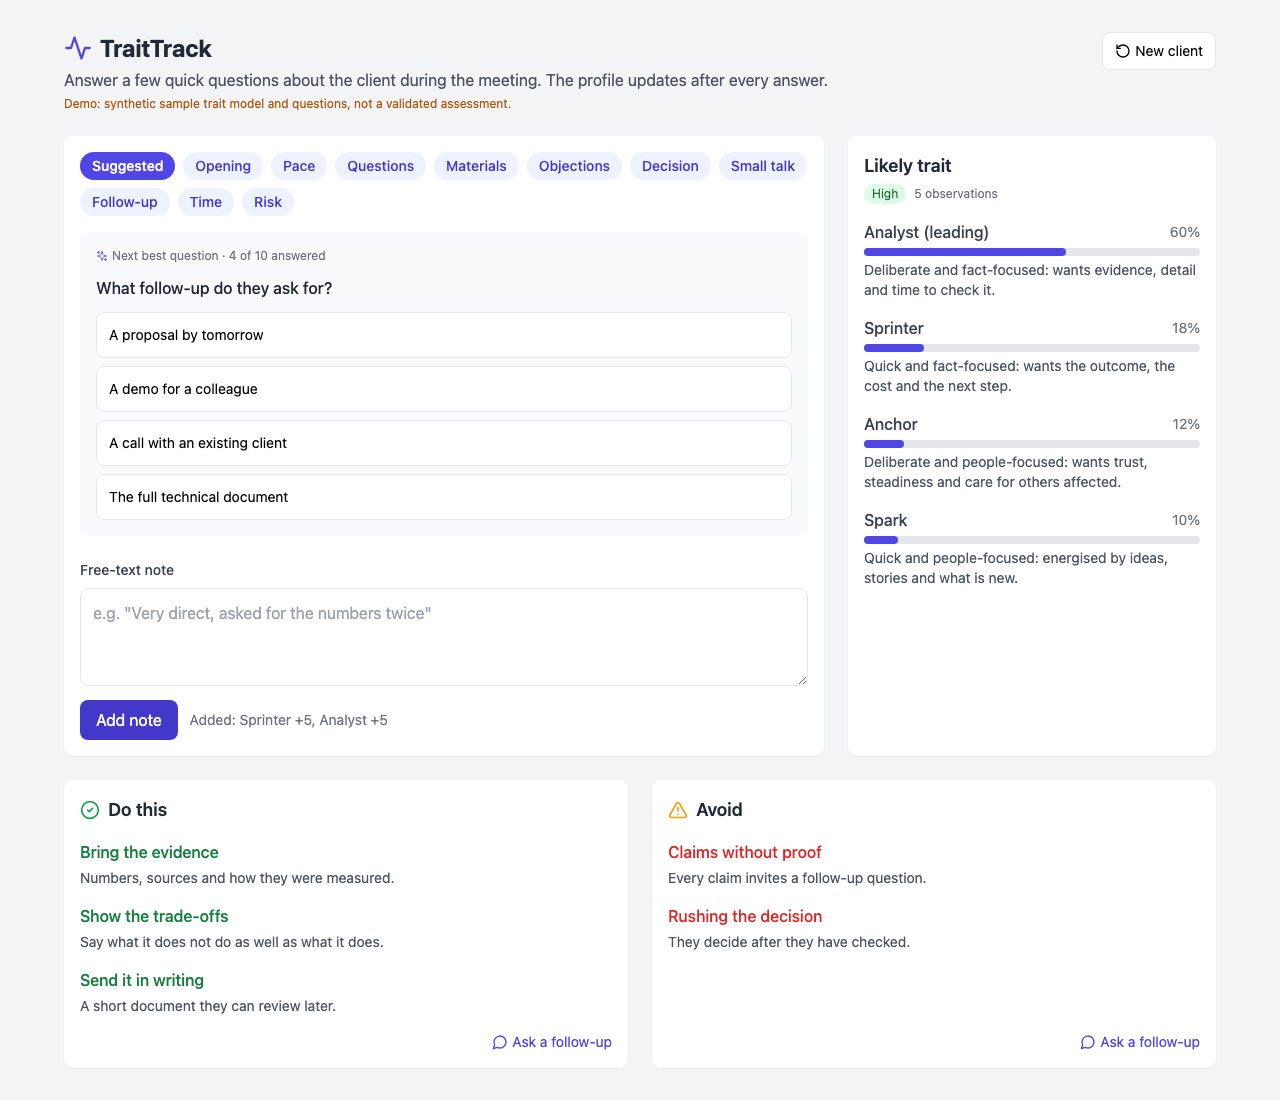 TraitTrack
New client
Answer a few quick questions about the client during the meeting. The profile updates after every answer.
Demo: synthetic sample trait model and questions, not a validated assessment.
Suggested
Opening
Pace
Questions
Materials
Objections
Decision
Small talk
Follow-up
Time
Risk
Next best question · 4 of 10 answered
What follow-up do they ask for?
A proposal by tomorrow
A demo for a colleague
A call with an existing client
The full technical document
Free-text note
e.g. "Very direct, asked for the numbers twice"
Add note
Added: Sprinter +5, Analyst +5
Likely trait
High
5 observations
Analyst (leading)
60%
Deliberate and fact-focused: wants evidence, detail
and time to check it.
Sprinter
18%
Quick and fact-focused: wants the outcome, the
cost and the next step.
Anchor
12%
Deliberate and people-focused: wants trust,
steadiness and care for others affected.
Spark
10%
Quick and people-focused: energised by ideas,
stories and what is new.
Do this
Bring the evidence
Numbers, sources and how they were measured.
Show the trade-offs
Say what it does not do as well as what it does.
Send it in writing
A short document they can review later.
Ask a follow-up
Avoid
Claims without proof
Every claim invites a follow-up question.
Rushing the decision
They decide after they have checked.
Ask a follow-up